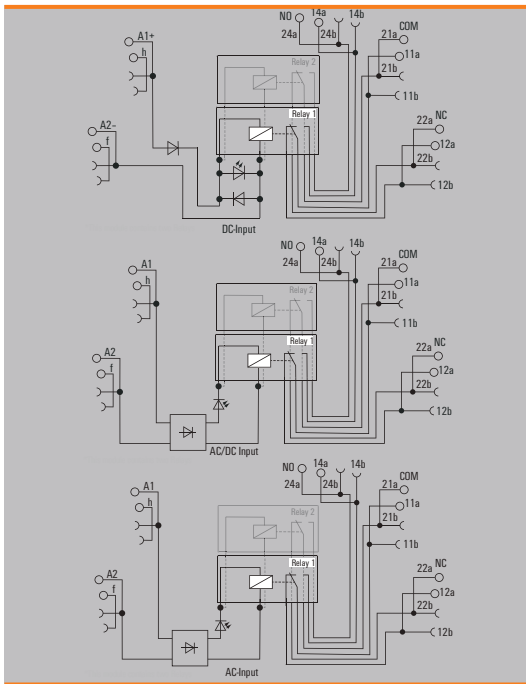 NO 14a 14b
24a 24b
COM
21a
11a
21b
11b
A1+
h
Relay 2
Relay 1
A2-
f
NC
22a
12a
22b
12b
DC-Input
NO 14a 14b
24a 24b
COM
21a
11a
21b
11b
A1
h
Relay 2
Relay 1
A2
f
NC
22a
12a
22b
12b
AC/DC Input
NO 14a 14b
24a 24b
COM
21a
11a
21b
11b
A1
h
Relay 2
Relay 1
A2
f
NC
22a
12a
22b
12b
AC-Input